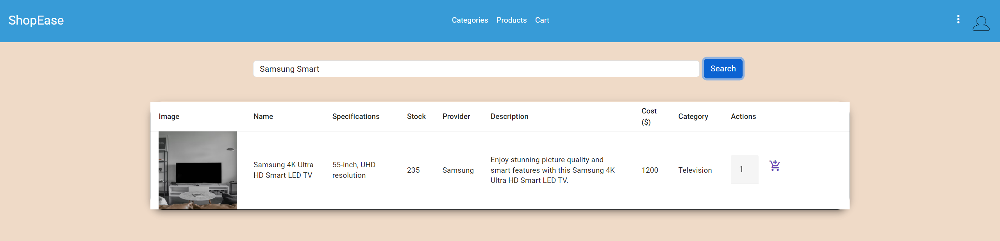 ShopEase
Categories Products Cart
Samsung Smart
Search
Image Name Specifications Stock Provider Description Cost ($) Category Actions
Samsung 4K Ultra
HD Smart LED TV
55-inch, UHD
resolution
235
Samsung
Enjoy stunning picture quality and
smart features with this Samsung 4K
Ultra HD Smart LED TV.
1200
Television
1